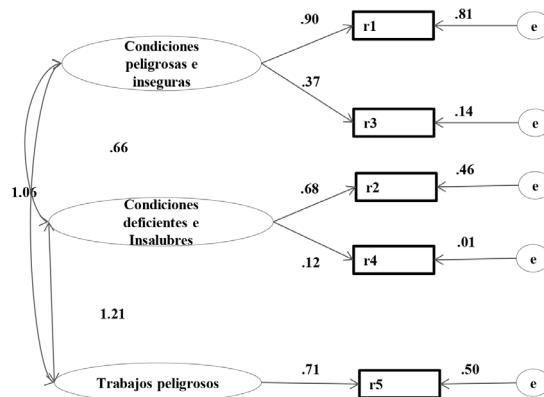 .90
.81
r1
e
Condiciones
peligrosas e
inseguras
.37
.14
r3
e
.66
.46
.68
r2
e
1.06
Condiciones
deficientes e
Insalubres
.01
.12
r4
e
1.21
.71
.50
Trabajos peligrosos
r5
e